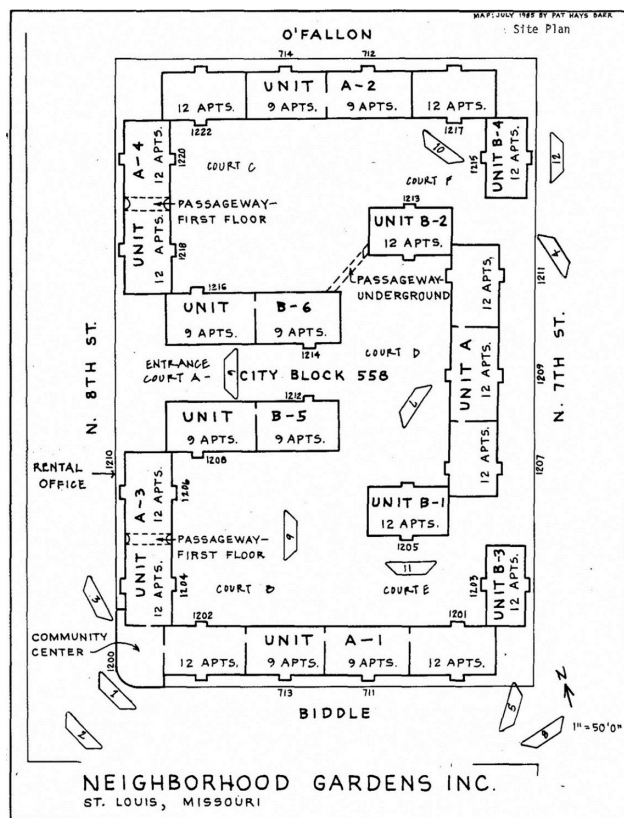 MAP: JULY 1985 BY PAT HAYS BARR
Site Plan
O'FALLON
714
712
UNIT A-2
12 APTS.
9 APTS.
9 APTS.
12 APTS.
1222
1217
A-4
12 APTS.
1220
COURT C
10
COURT F
1215
UNIT B-4
12 APTS.
12
PASSAGEWAY-
FIRST FLOOR
UNIT
12 APTS.
1218
1213
UNIT B-2
12 APTS.
4
1211
PASSAGEWAY-
UNDERGROUND
1216
UNIT B-6
9 APTS.
9 APTS.
1214
12 APTS.
UNIT A
12 APTS.
12 APTS.
1209
1207
N. 7TH ST.
N. 8TH ST.
ENTRANCE
COURT A-
CITY BLOCK 558
COURT D
7
1212
UNIT B-5
9 APTS.
9 APTS.
1208
1210
RENTAL
OFFICE
UNIT A-3
12 APTS.
1206
PASSAGEWAY-
FIRST FLOOR
12 APTS.
1204
UNIT B-1
12 APTS.
1205
11
COURT B
COURT E
1203
UNIT B-3
12 APTS.
3
COMMUNITY
CENTER
1200
1202
1201
UNIT A-1
12 APTS.
9 APTS.
9 APTS.
12 APTS.
713
711
BIDDLE
1
2
5
8
N
1"=50'0"
NEIGHBORHOOD GARDENS INC.
ST. LOUIS, MISSOURI